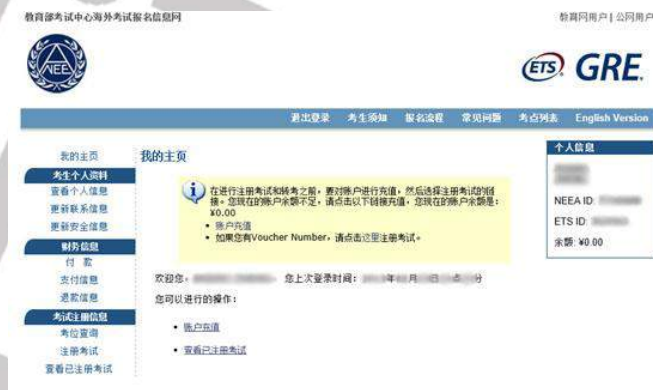 教育部考试中心海外考试报名信息网
教育网用户 | 公网用户
NEEA
ETS GRE
退出登录 考生须知 报名流程 常见问题 考点列表 English Version
我的主页
考生个人资料
查看个人信息
更新联系信息
更新安全信息
财务信息
付 款
支付信息
退款信息
考试注册信息
考位查询
注册考试
查看已注册考试
我的主页
在进行注册考试和转考之前，要对账户进行充值，然后选择注册考试的链
接。您现在的账户余额不足，请点击以下链接充值，您现在的账户余额是：
¥0.00
• 账户充值
• 如果您有Voucher Number，请点击这里注册考试。
欢迎您， 您上次登录时间： 年 月 日 点 分
您可以进行的操作：
• 账户充值
• 查看已注册考试
个人信息
NEEA ID:
ETS ID:
余额: ¥0.00